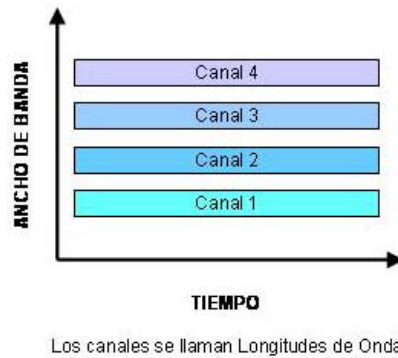 ANCHO DE BANDA
Canal 4
Canal 3
Canal 2
Canal 1
TIEMPO
Los canales se llaman Longitudes de Onda